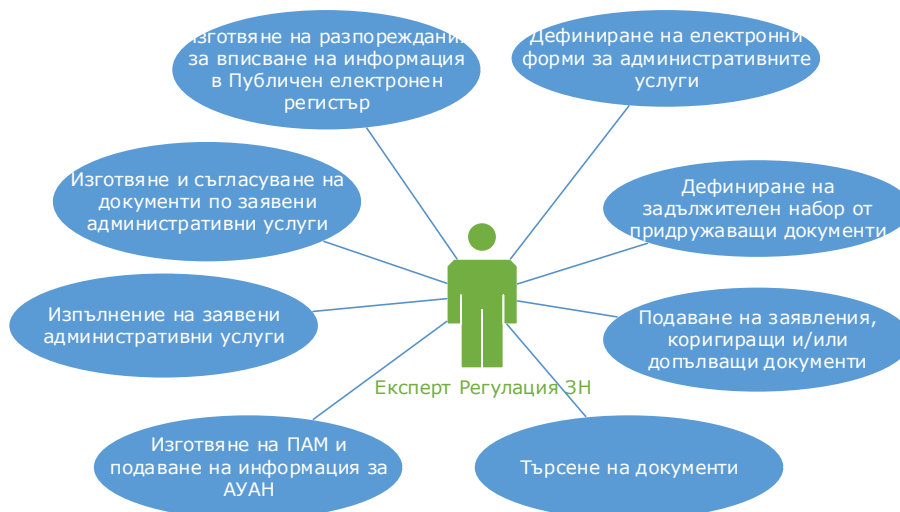 Изготвяне на разпореждания
за вписване на информация
в Публичен електронен
регистър
Дефиниране на електронни
форми за административните
услуги
Изготвяне и съгласуване на
документи по заявени
административни услуги
Дефиниране на
задължителен набор от
придружаващи документи
Изпълнение на заявени
административни услуги
Подаване на заявления,
коригиращи и/или
допълващи документи
Експерт Регулация ЗН
Изготвяне на ПАМ и
подаване на информация за
АУАН
Търсене на документи